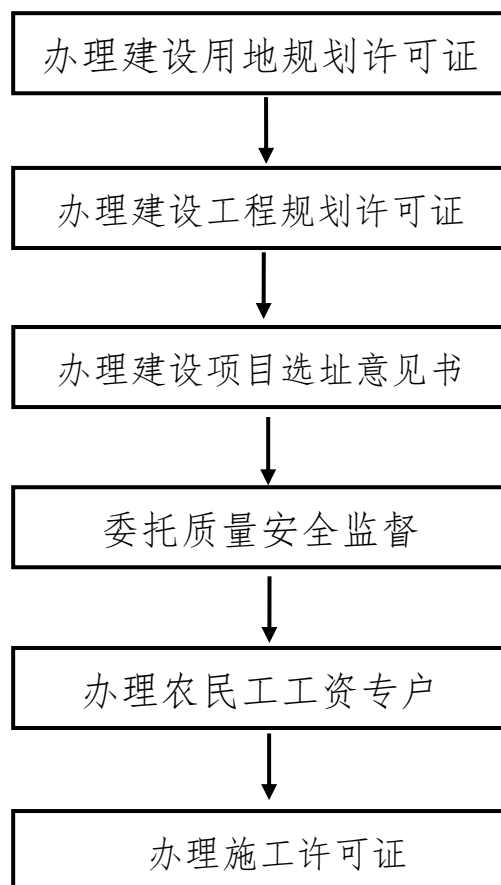 办理建设用地规划许可证
办理建设工程规划许可证
办理建设项目选址意见书
委托质量安全监督
办理农民工工资专户
办理施工许可证